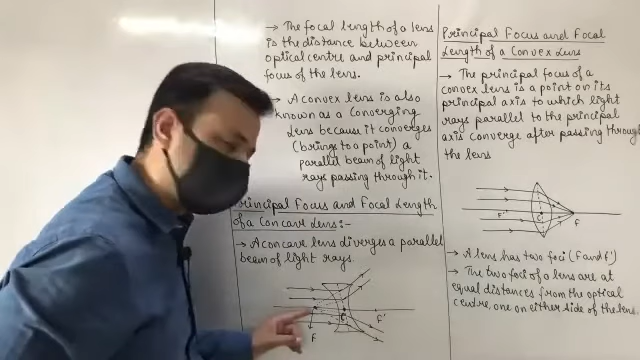 → The focal length of a lens
is the distance between
optical centre and principal
focus of the lens.
→ A convex lens is also
known as a converging
lens because it converges
(brings to a point) a
parallel beam of light
rays passing through it.
Principal Focus and Focal Length
of a Concave Lens:-
→ A concave lens diverges a parallel
beam of light rays.
F
C
F'
Principal Focus and Focal
Length of a Convex Lens
→ The principal focus of a
convex lens is a point on its
principal axis to which light
rays parallel to the principal
axis converge after passing through
the lens
F'
C
F
→ A lens has two foci (F and F')
→ The two foci of a lens are at
equal distances from the optical
centre, one on either side of the lens.